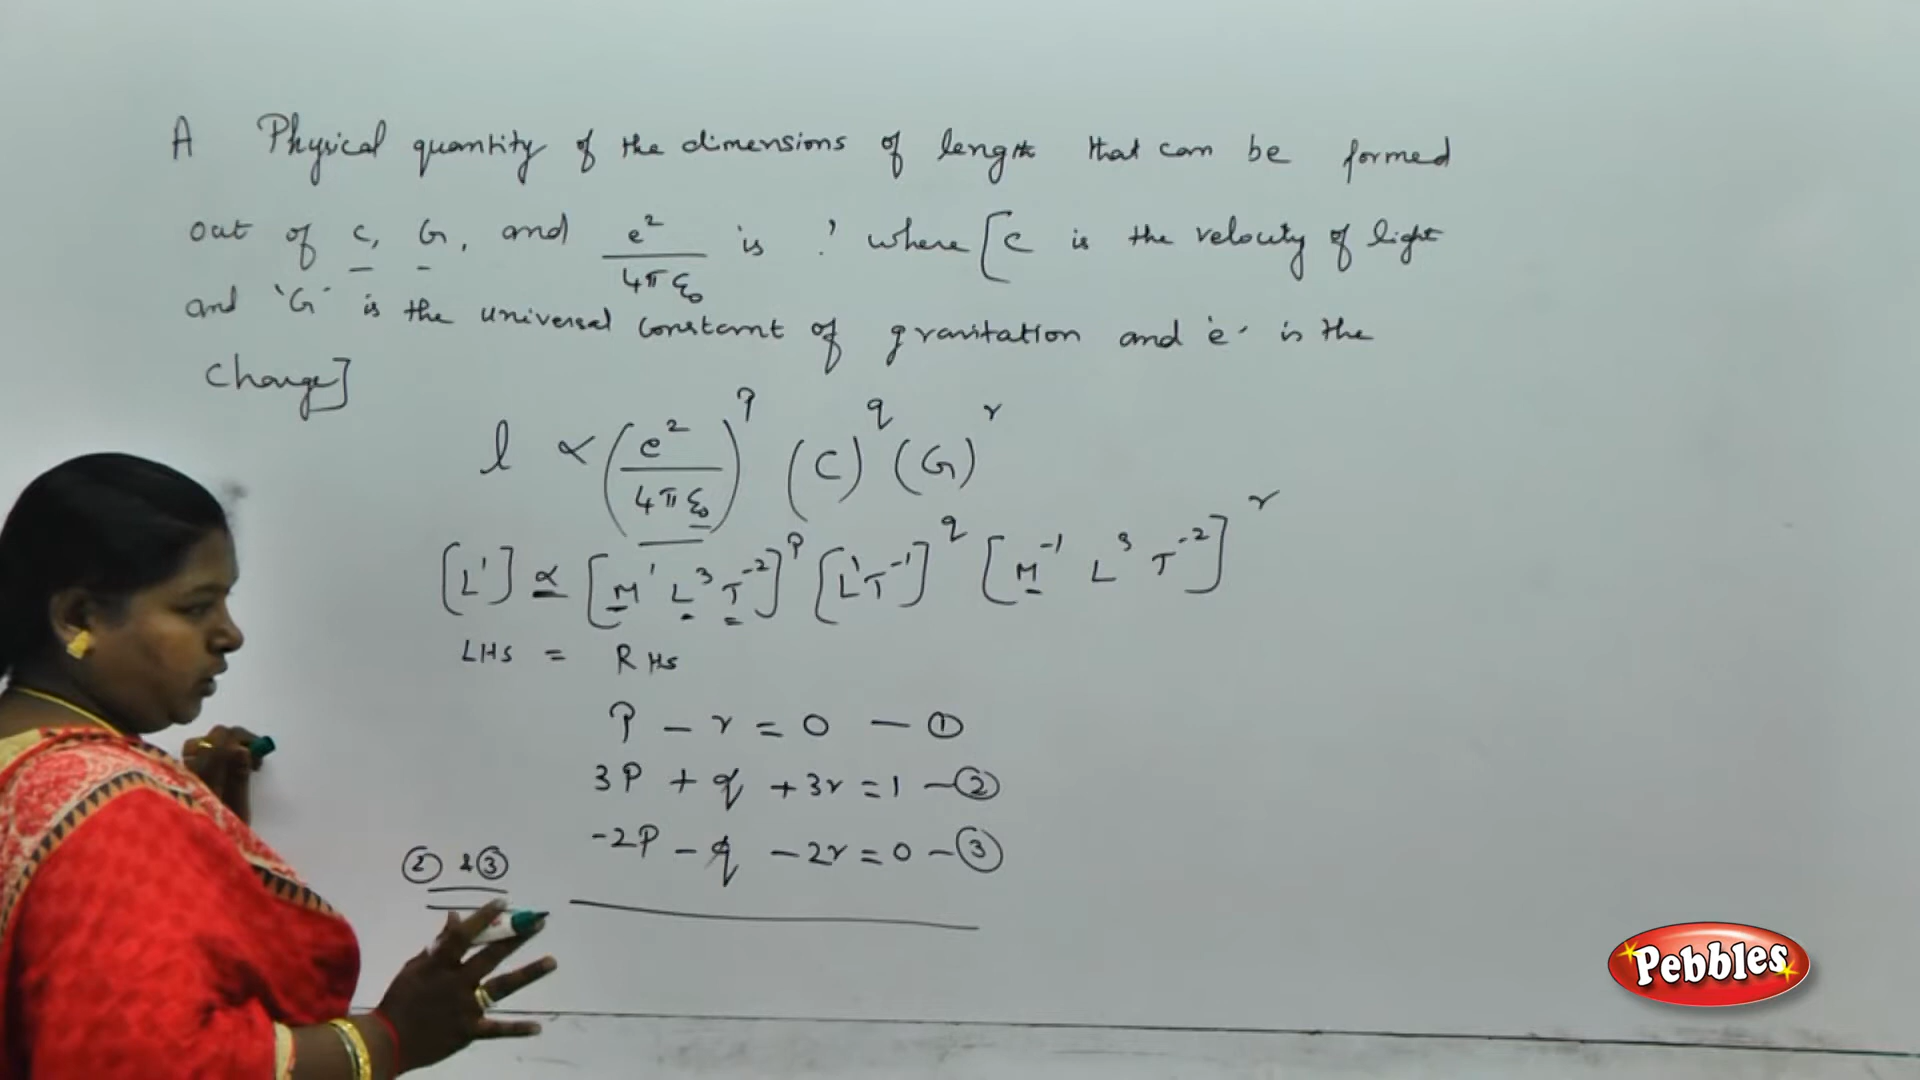 A Physical quantity of the dimensions of length that can be formed
out of c, G, and e²/4πε₀ is ? where [C is the velocity of light
and 'G' is the universal constant of gravitation and 'e' is the
Charge]
l ∝ (e²/4πε₀)^p (C)^q (G)^r
[L¹] ∝ [M¹ L³ T⁻²]^p [L¹T⁻¹]^q [M⁻¹ L³ T⁻²]^r
LHS = RHS
P – r = 0 — ①
3P + q + 3r = 1 — ②
-2P – q – 2r = 0 — ③
② & ③
Pebbles